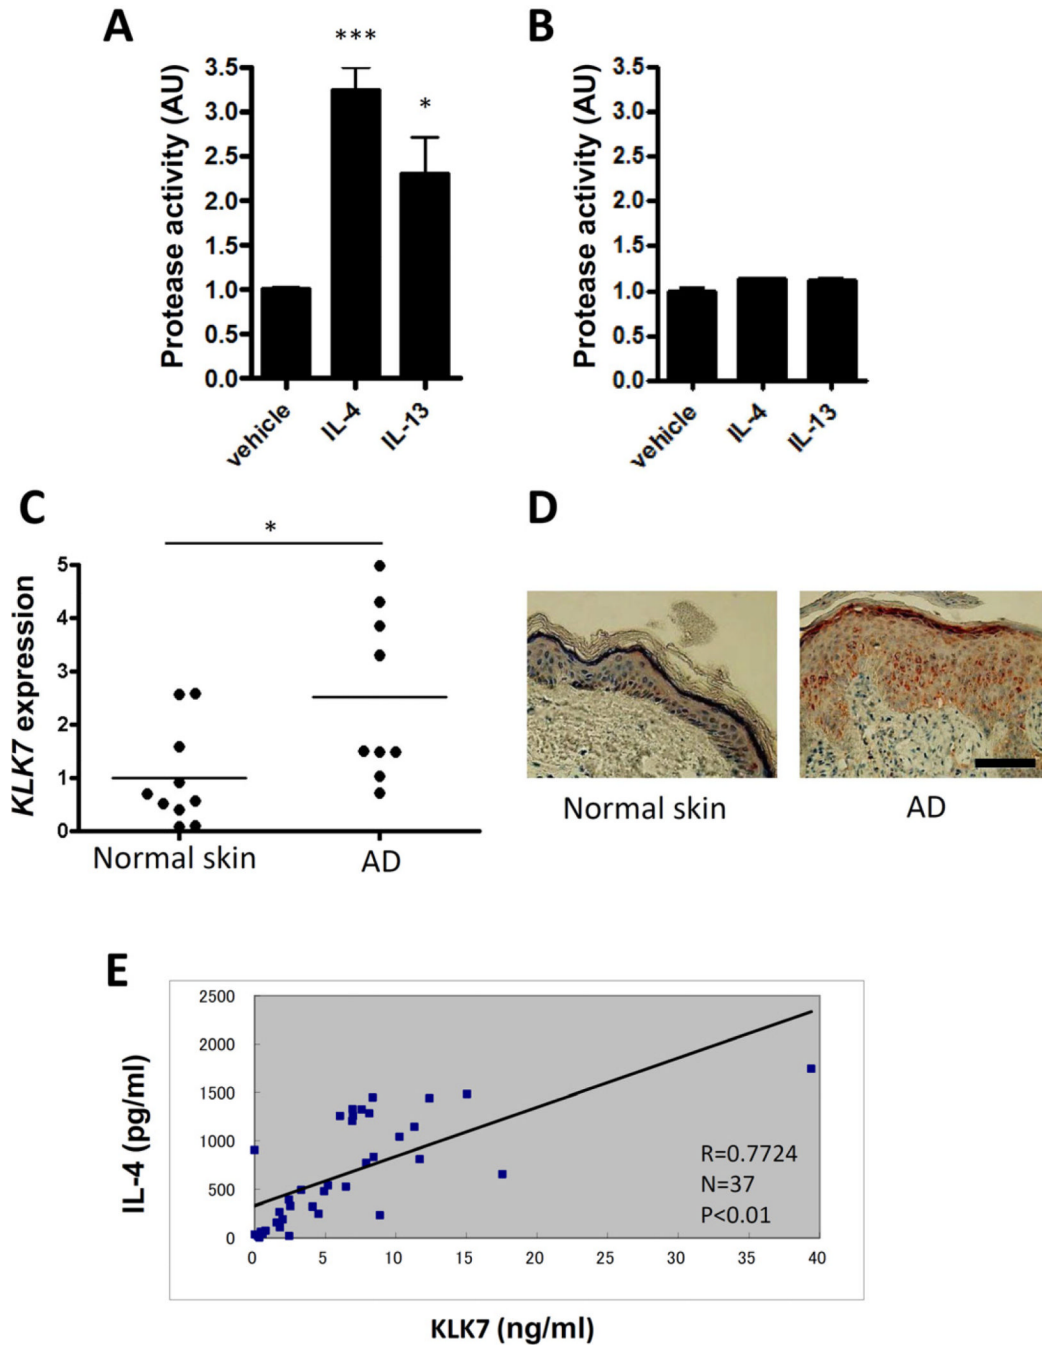 A
***
*
Protease activity (AU)
3.5
3.0
2.5
2.0
1.5
1.0
0.5
0.0
vehicle
IL-4
IL-13
B
Protease activity (AU)
3.5
3.0
2.5
2.0
1.5
1.0
0.5
0.0
vehicle
IL-4
IL-13
C
*
KLK7 expression
5
4
3
2
1
0
Normal skin
AD
D
Normal skin
AD
E
IL-4 (pg/ml)
2500
2000
1500
1000
500
0
R=0.7724
N=37
P<0.01
0 5 10 15 20 25 30 35 40
KLK7 (ng/ml)